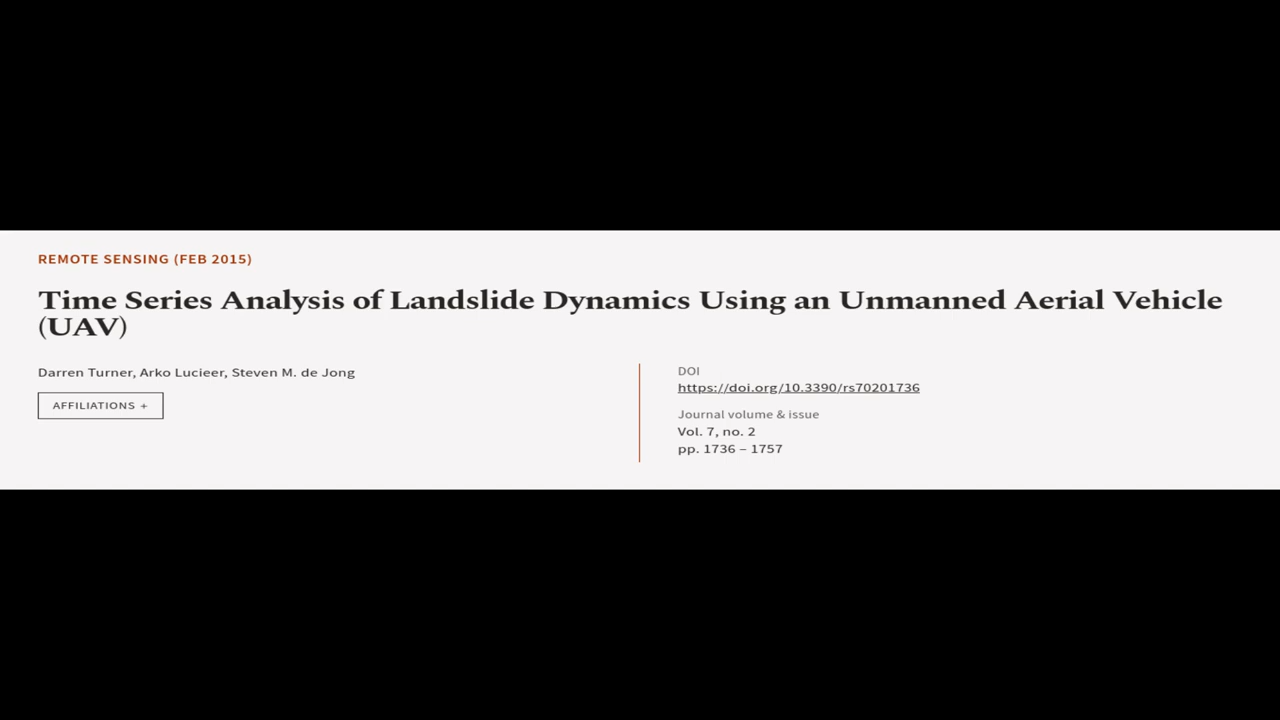 REMOTE SENSING (FEB 2015)
Time Series Analysis of Landslide Dynamics Using an Unmanned Aerial Vehicle
(UAV)
Darren Turner, Arko Lucieer, Steven M. de Jong
AFFILIATIONS +
DOI
https://doi.org/10.3390/rs70201736
Journal volume & issue
Vol. 7, no. 2
pp. 1736 – 1757